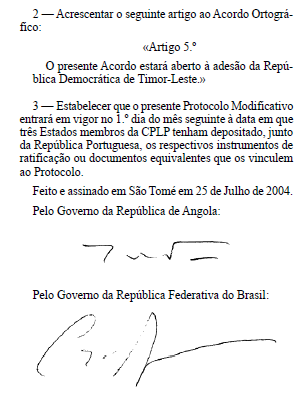 2 — Acrescentar o seguinte artigo ao Acordo Ortográ-
fico:
«Artigo 5.º
O presente Acordo estará aberto à adesão da Repú-
blica Democrática de Timor-Leste.»
3 — Estabelecer que o presente Protocolo Modificativo
entrará em vigor no 1.º dia do mês seguinte à data em que
três Estados membros da CPLP tenham depositado, junto
da República Portuguesa, os respectivos instrumentos de
ratificação ou documentos equivalentes que os vinculem
ao Protocolo.
Feito e assinado em São Tomé em 25 de Julho de 2004.
Pelo Governo da República de Angola:
Pelo Governo da República Federativa do Brasil: